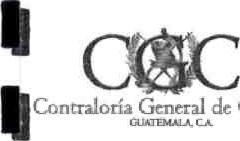 CGC
Contraloría General de
GUATEMALA, C.A.